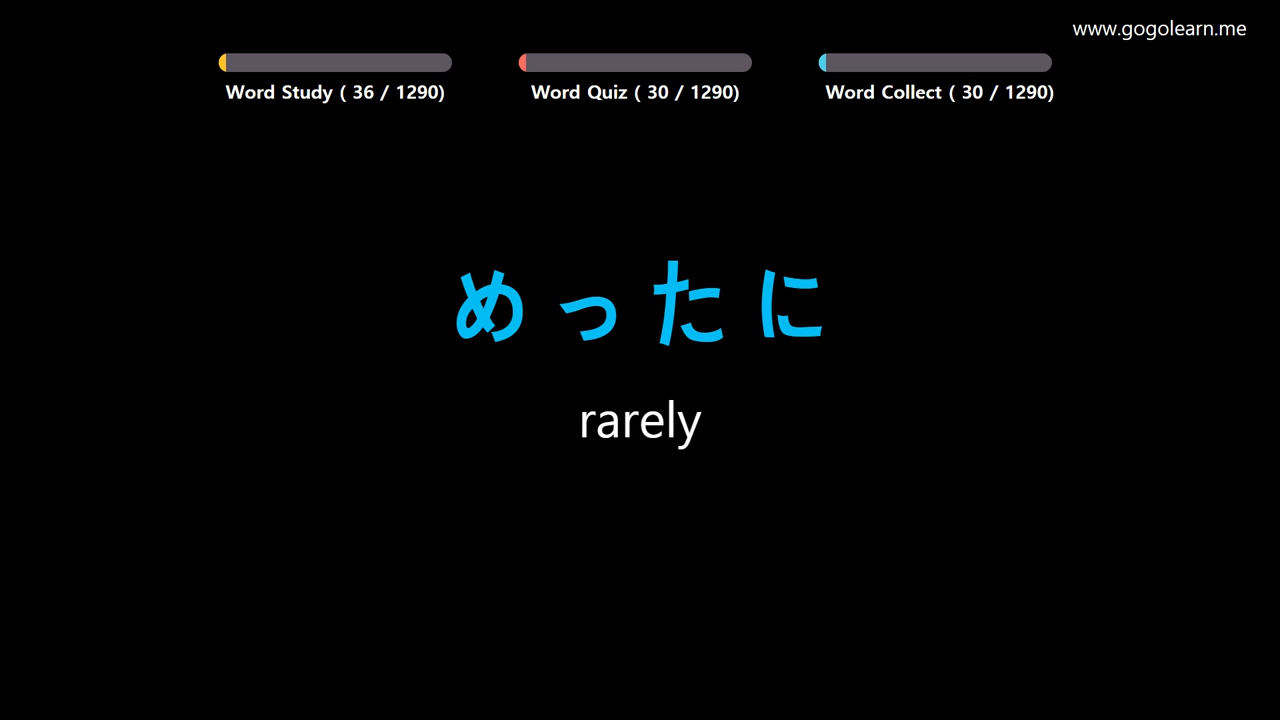 www.gogolearn.me
Word Study ( 36 / 1290)
Word Quiz ( 30 / 1290)
Word Collect ( 30 / 1290)
めったに
rarely